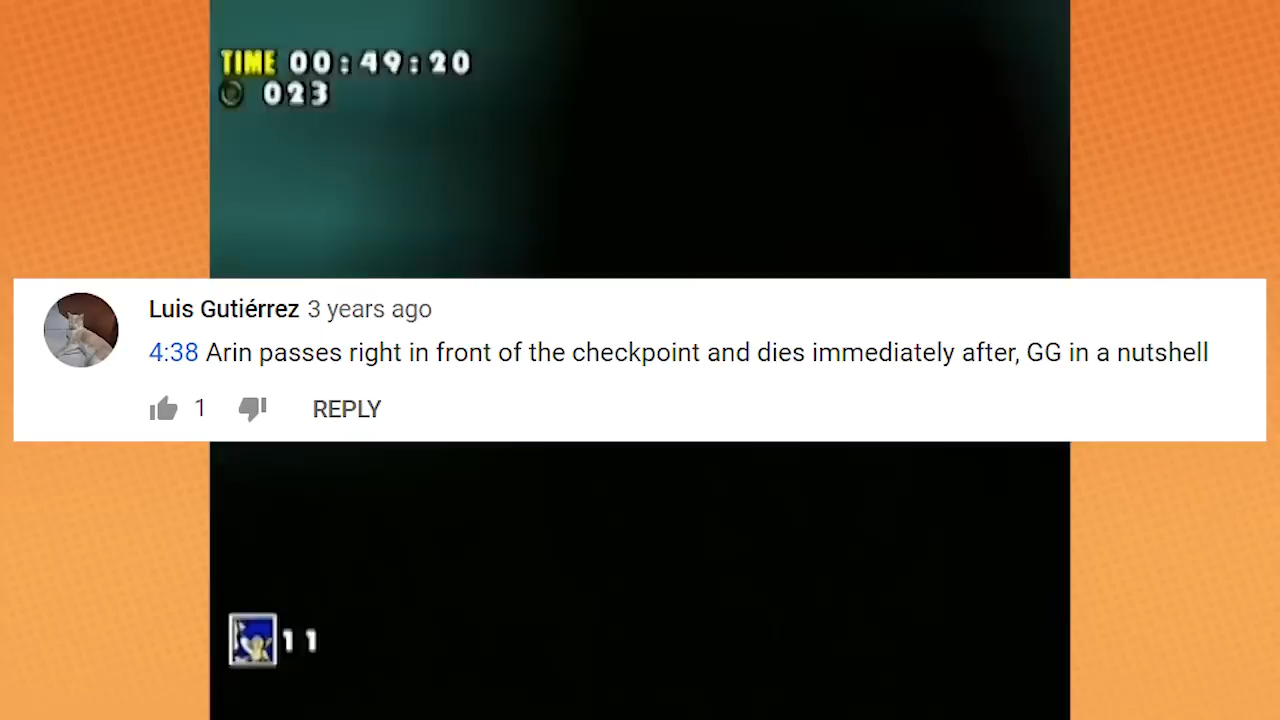 TIME 00:49:20
023
Luis Gutiérrez 3 years ago
4:38 Arin passes right in front of the checkpoint and dies immediately after, GG in a nutshell
1 REPLY
11